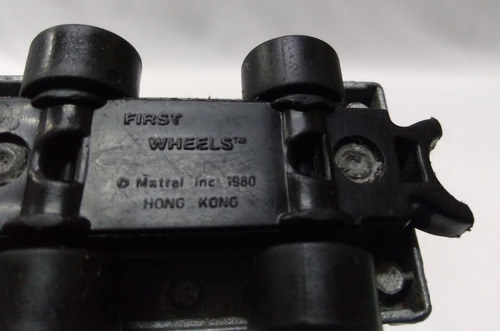 FIRST
WHEELS™
© Mattel Inc 1980
HONG KONG